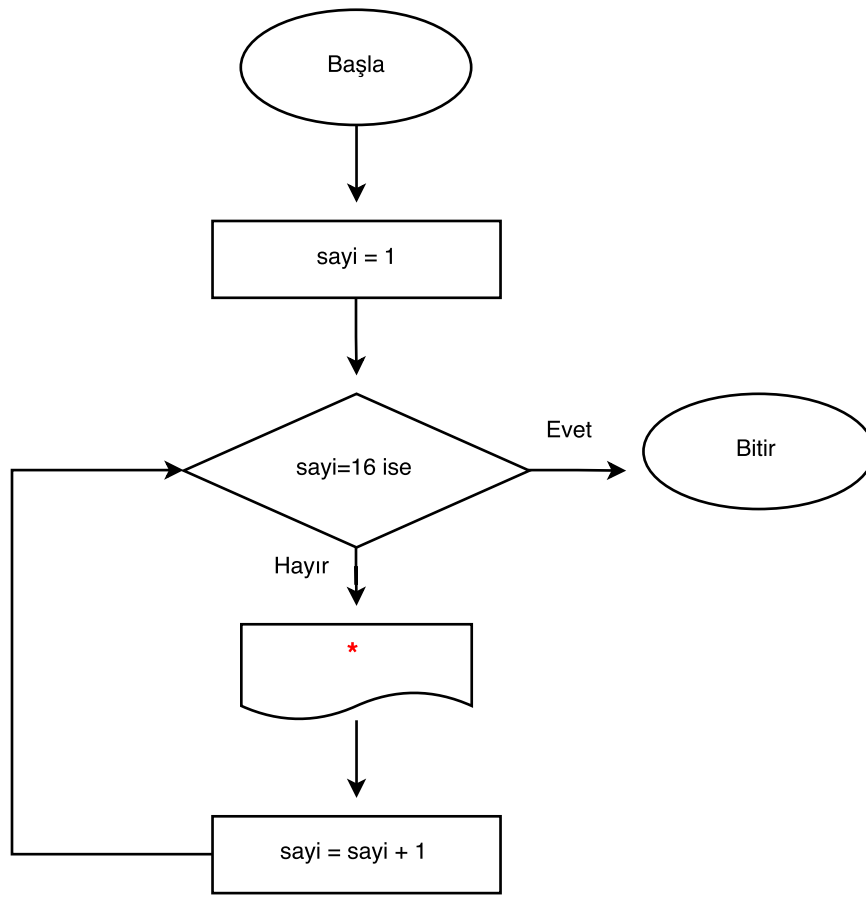 Başla
sayi = 1
sayi=16 ise
Evet
Bitir
Hayır
*
sayi = sayi + 1